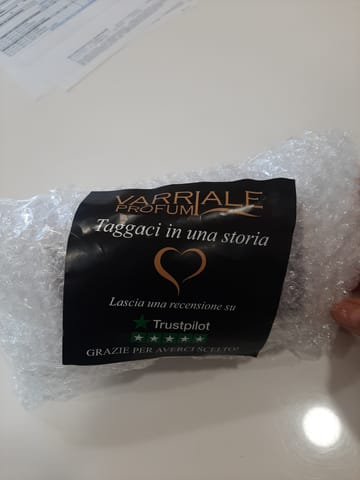 VARRIALE
PROFUMI
Taggaci in una storia
Lascia una recensione su
Trustpilot
GRAZIE PER AVERCI SCELTO!